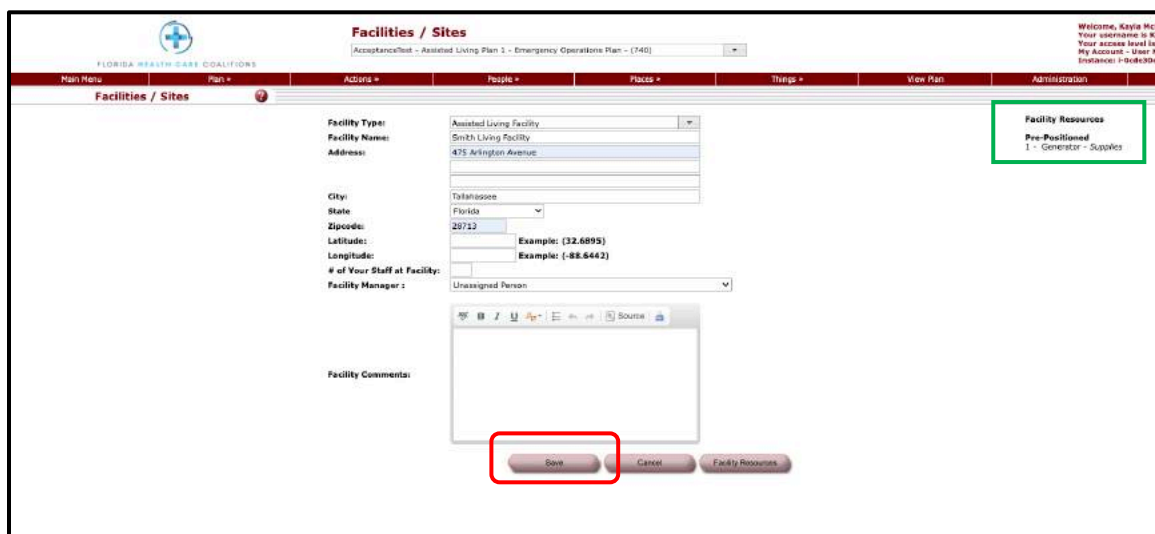 Facilities / Sites
AcceptanceTest - Assisted Living Plan 1 - Emergency Operations Plan - (740)
FLORIDA HEALTH CARE COALITIONS
Welcome, Kayla Mc
Your username is K
Your access level is
My Account - User M
Instance: i-0cde30c
Main Menu
Plan »
Actions »
People »
Places »
Things »
View Plan
Administration
Facilities / Sites
?
Facility Type:
Assisted Living Facility
Facility Name:
Smith Living Facility
Address:
475 Arlington Avenue
City:
Tallahassee
State
Florida
Zipcode:
28713
Latitude:
Example: (32.6895)
Longitude:
Example: (-88.6442)
# of Your Staff at Facility:
Facility Manager :
Unassigned Person
B I U Source
Facility Comments:
Save
Cancel
Facility Resources
Facility Resources
Pre-Positioned
1 - Generator - Supplies